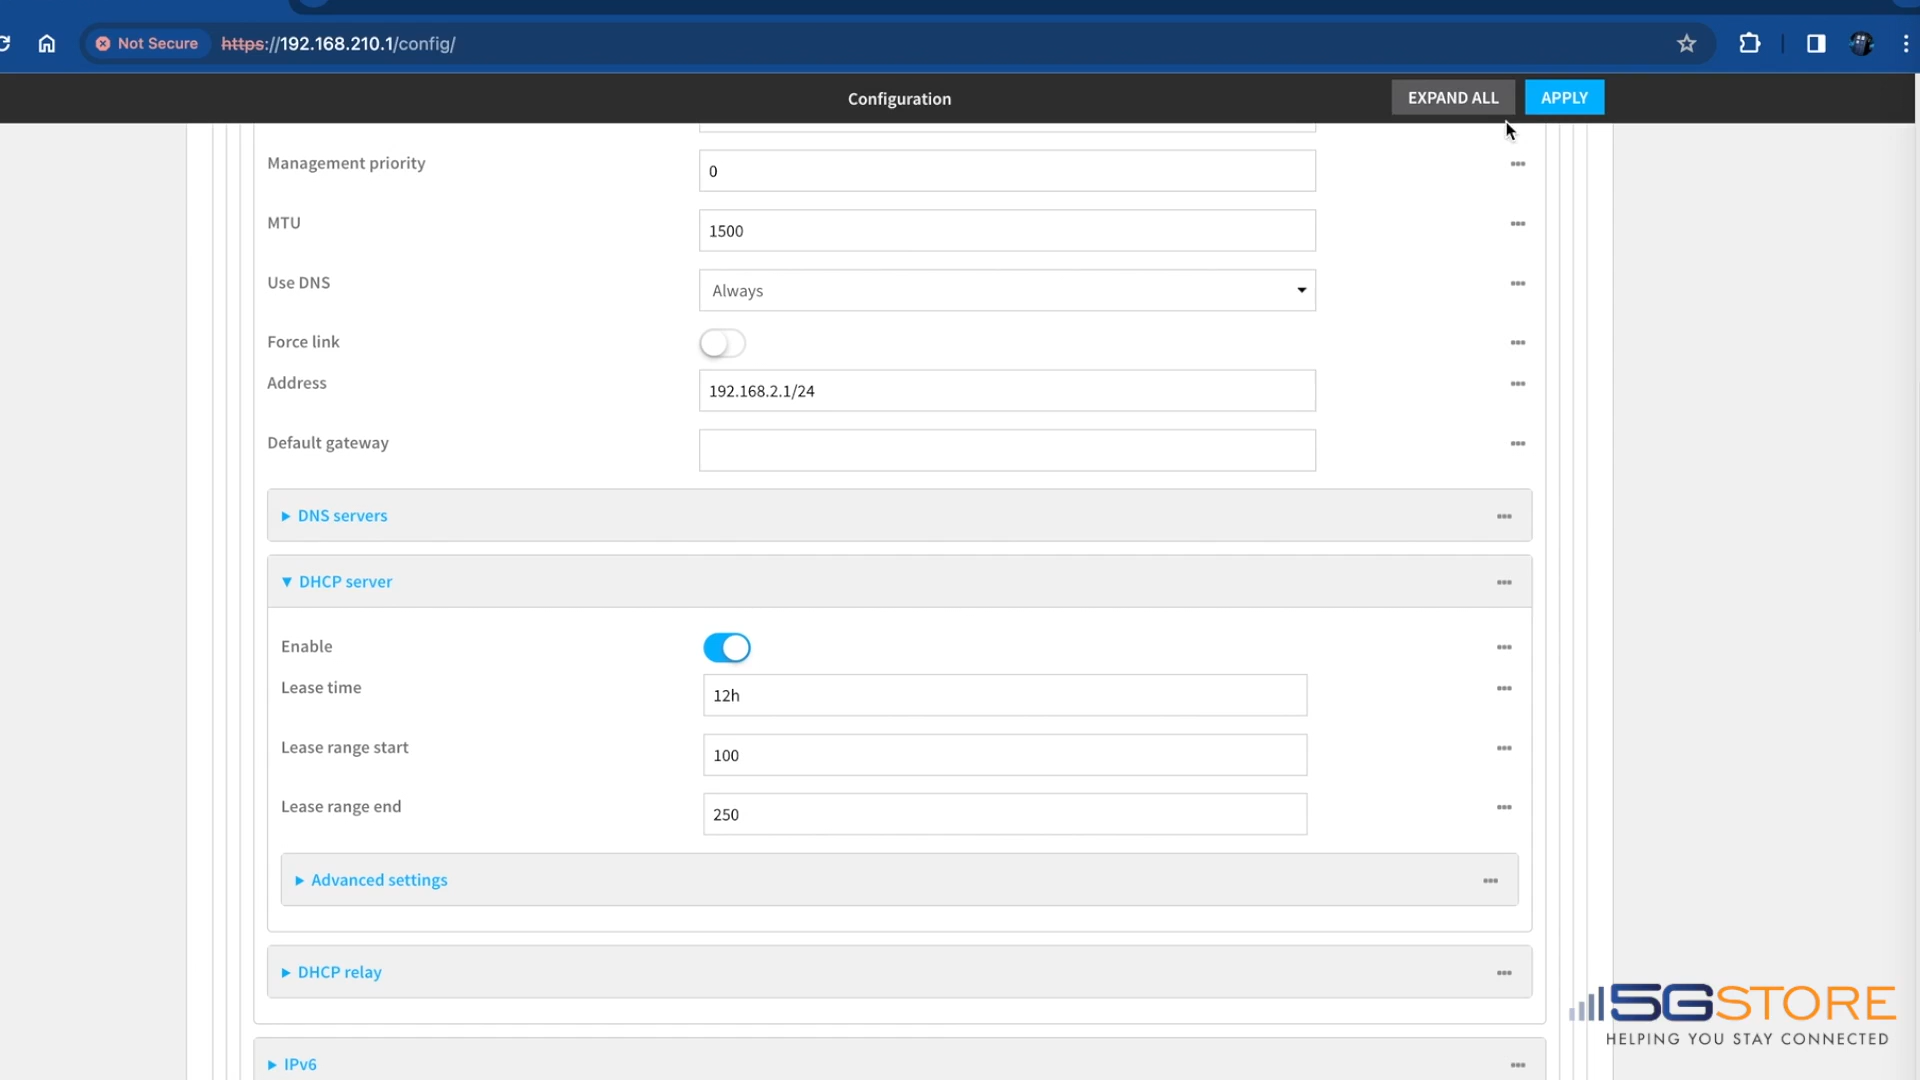 Not Secure https://192.168.210.1/config/
Configuration EXPAND ALL APPLY
Management priority 0
MTU 1500
Use DNS Always
Force link
Address 192.168.2.1/24
Default gateway
DNS servers
DHCP server
Enable
Lease time 12h
Lease range start 100
Lease range end 250
Advanced settings
DHCP relay
IPv6
5GSTORE
HELPING YOU STAY CONNECTED